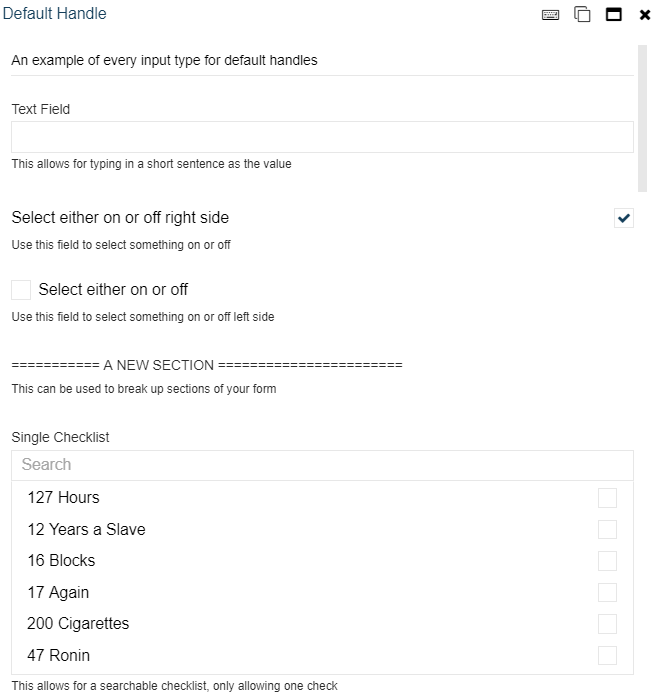 Default Handle
An example of every input type for default handles
Text Field
This allows for typing in a short sentence as the value
Select either on or off right side
Use this field to select something on or off
Select either on or off
Use this field to select something on or off left side
=========== A NEW SECTION =======================
This can be used to break up sections of your form
Single Checklist
Search
127 Hours
12 Years a Slave
16 Blocks
17 Again
200 Cigarettes
47 Ronin
This allows for a searchable checklist, only allowing one check